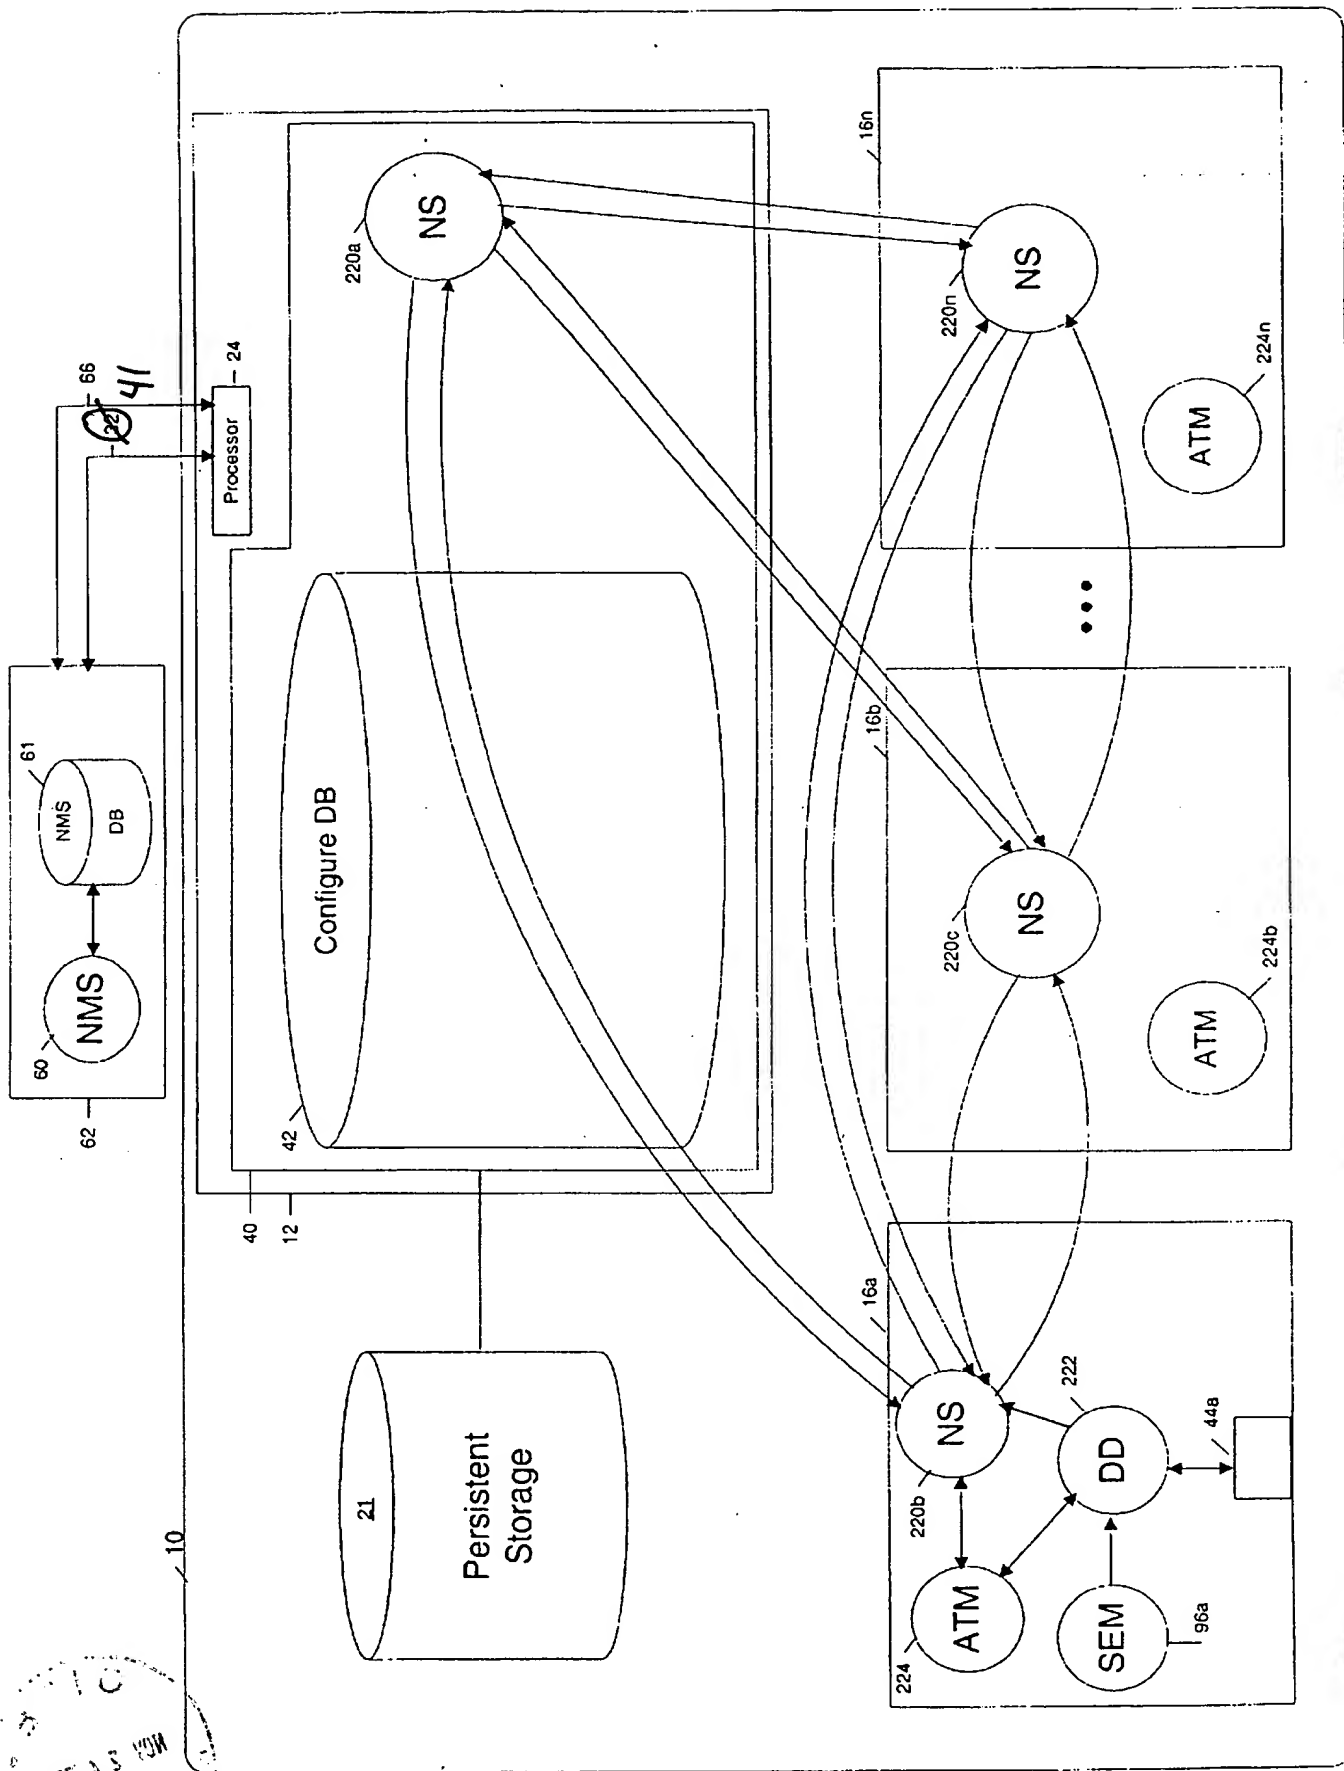 62
60
NMS
61
NMS
DB
66
32
41
10
40
12
42
Configure DB
Processor
24
220a
NS
21
Persistent
Storage
16a
224
ATM
220b
NS
222
DD
44a
SEM
96a
16b
220c
NS
ATM
224b
16n
220n
NS
ATM
224n